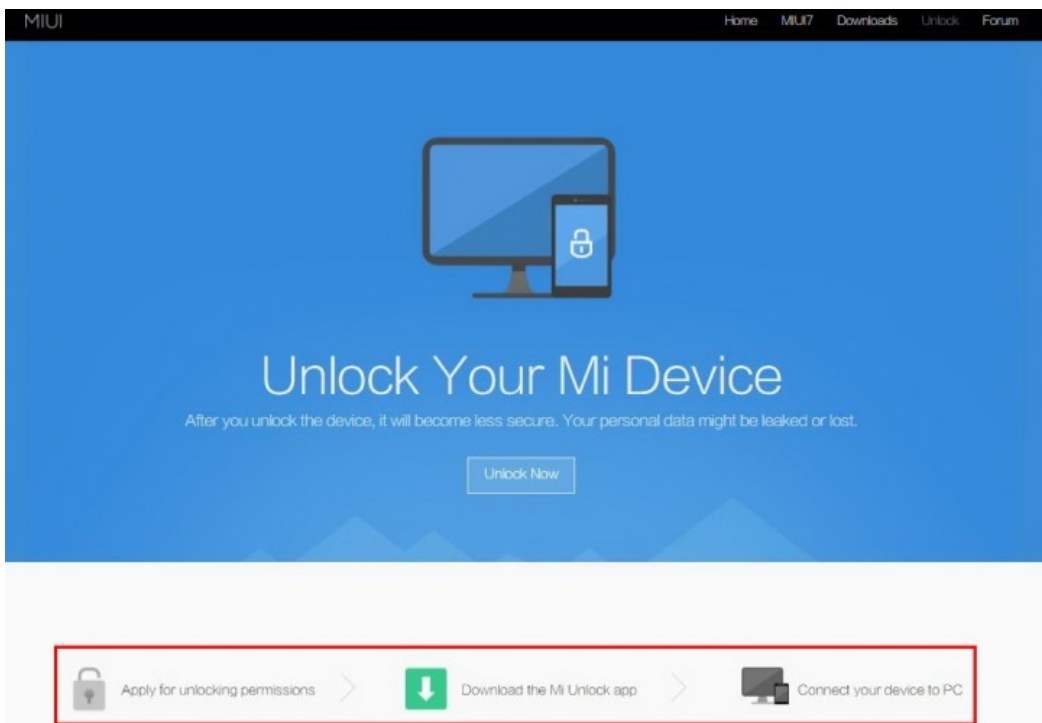 MIUI Home MIUI7 Downloads Unlock Forum
Unlock Your Mi Device
After you unlock the device, it will become less secure. Your personal data might be leaked or lost.
Unlock Now
Apply for unlocking permissions Download the Mi Unlock app Connect your device to PC